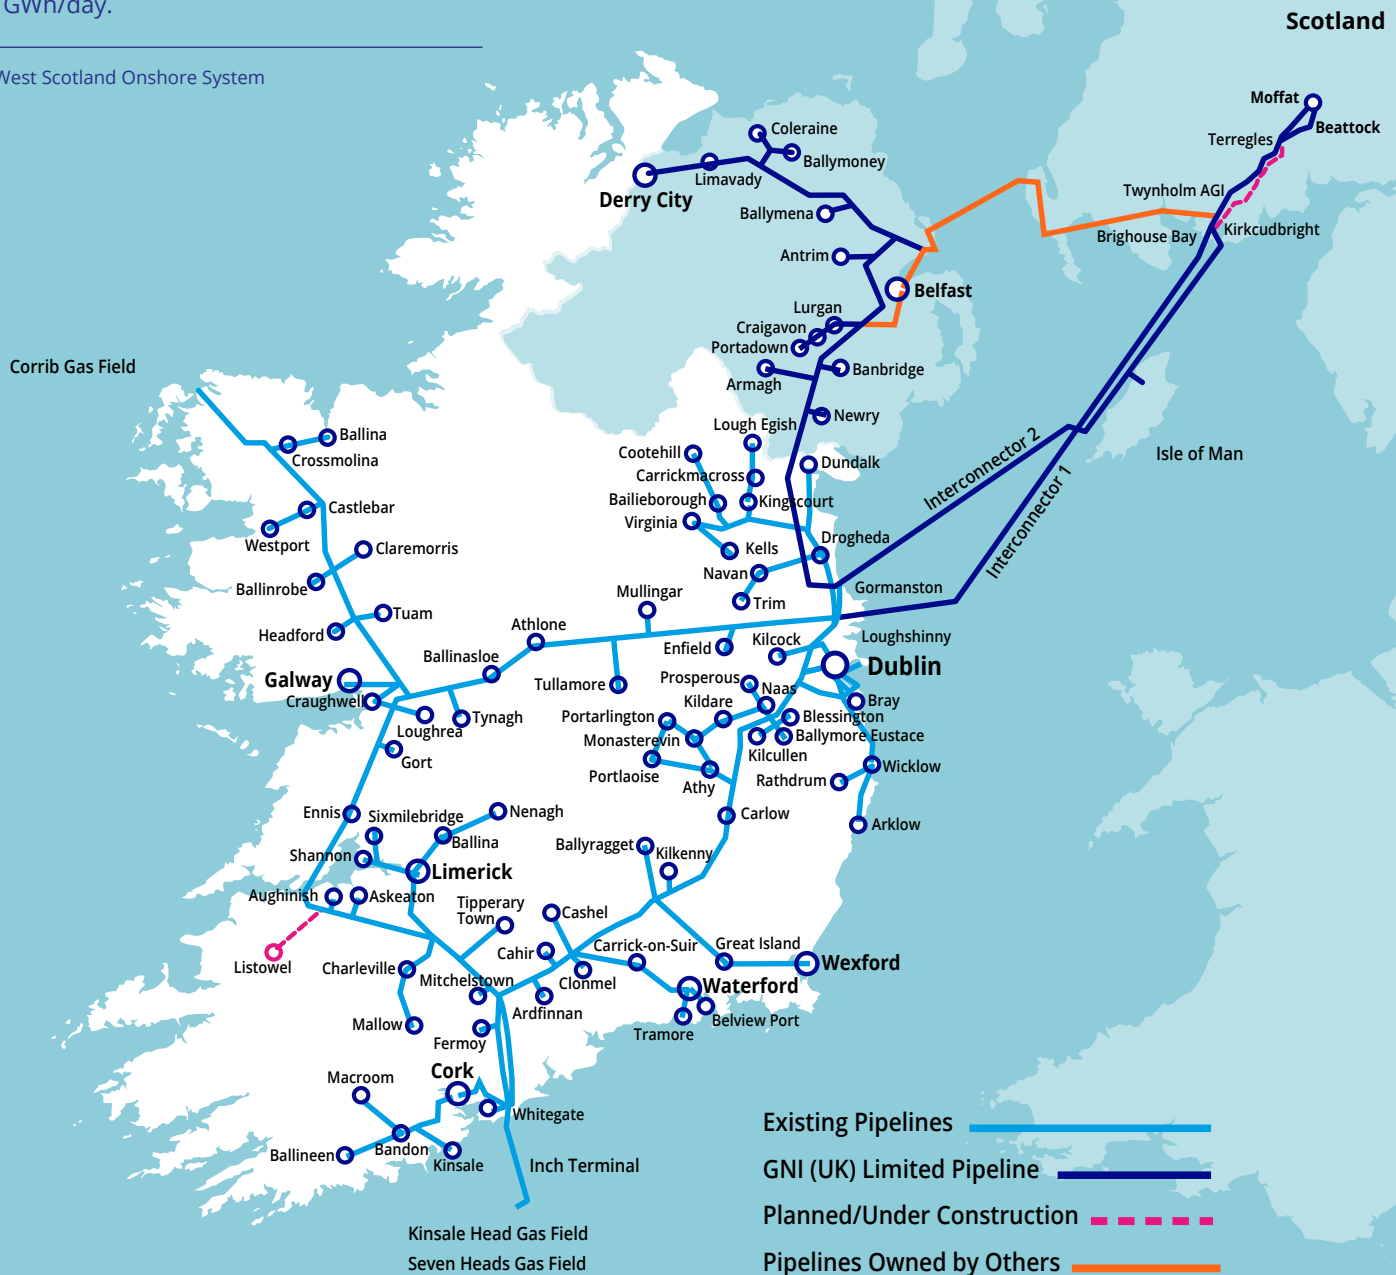 GWh/day.
Scotland
West Scotland Onshore System
Moffat
Beattock
Terregles
Coleraine
Ballymoney
Limavady
Derry City
Twynholm AGI
Ballymena
Kirkcudbright
Brighouse Bay
Antrim
Belfast
Lurgan
Craigavon
Portadown
Corrib Gas Field
Banbridge
Armagh
Newry
Lough Egish
Ballina
Crossmolina
Cootehill
Isle of Man
Dundalk
Interconnector 2
Carrickmacross
Bailieborough
Kingscourt
Castlebar
Virginia
Interconnector 1
Westport
Claremorris
Drogheda
Kells
Navan
Ballinrobe
Gormanston
Mullingar
Trim
Tuam
Athlone
Headford
Kilcock
Loughshinny
Enfield
Ballinasloe
Dublin
Galway
Prosperous
Tullamore
Naas
Craughwell
Kildare
Bray
Tynagh
Portarlington
Blessington
Loughrea
Monasterevin
Ballymore Eustace
Kilcullen
Gort
Wicklow
Portlaoise
Rathdrum
Athy
Ennis
Sixmilebridge
Nenagh
Carlow
Arklow
Ballina
Ballyragget
Shannon
Kilkenny
Limerick
Aughinish
Askeaton
Tipperary
Town
Cashel
Carrick-on-Suir
Great Island
Cahir
Listowel
Charleville
Wexford
Mitchelstown
Clonmel
Waterford
Ardfinnan
Belview Port
Mallow
Tramore
Fermoy
Cork
Macroom
Whitegate
Existing Pipelines
Bandon
Ballineen
Kinsale
Inch Terminal
GNI (UK) Limited Pipeline
Planned/Under Construction
Kinsale Head Gas Field
Seven Heads Gas Field
Pipelines Owned by Others